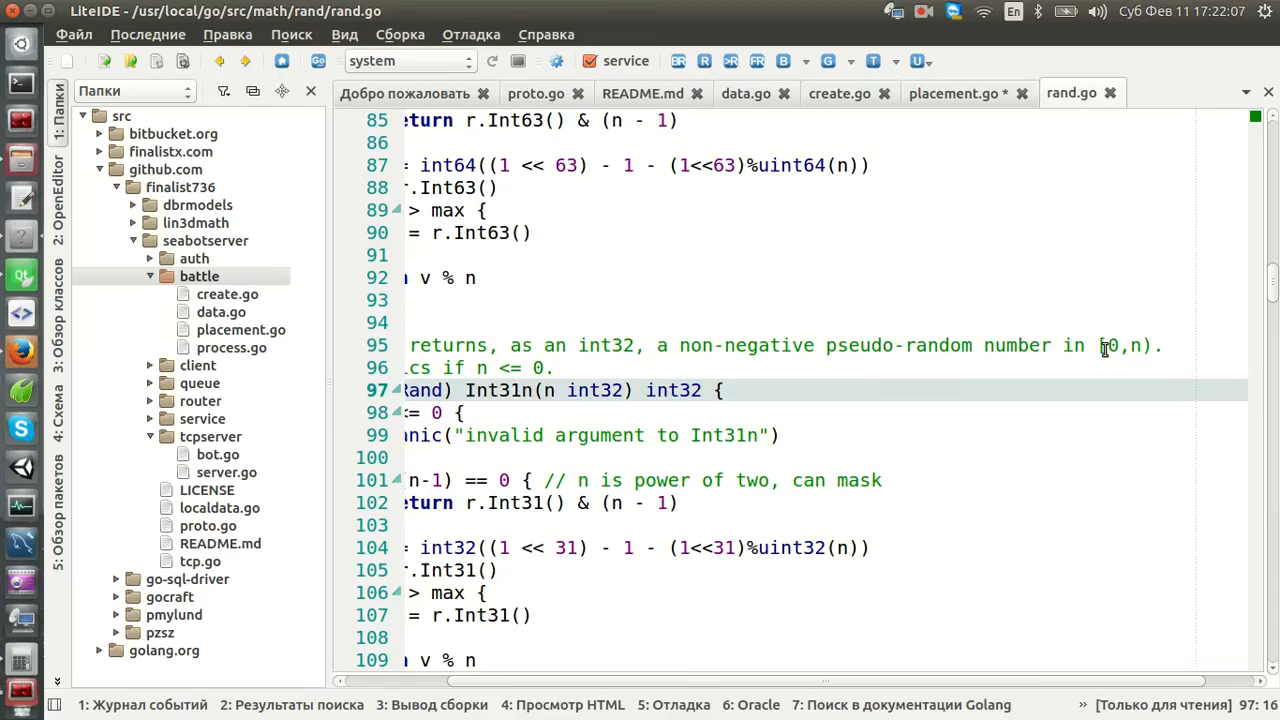 LiteIDE - /usr/local/go/src/math/rand/rand.go
En
Суб Фев 11 17:22:07
Файл Последние Правка Поиск Вид Сборка Отладка Справка
Go system service BR R >R FR B G T U
Папки
Добро пожаловать proto.go README.md data.go create.go placement.go * rand.go
1: Папки
2: OpenEditor
3: Обзор классов
4: Схема
5: Обзор пакетов
src
bitbucket.org
finalistx.com
github.com
finalist736
dbrmodels
lin3dmath
seabotserver
auth
battle
create.go
data.go
placement.go
process.go
client
queue
router
service
tcpserver
bot.go
server.go
LICENSE
localdata.go
proto.go
README.md
tcp.go
go-sql-driver
gocraft
pmylund
pzsz
golang.org
85 eturn r.Int63() & (n - 1)
86
87 = int64((1 << 63) - 1 - (1<<63)%uint64(n))
88 r.Int63()
89 > max {
90 = r.Int63()
91
92 v % n
93
94
95 returns, as an int32, a non-negative pseudo-random number in [0,n).
96 ics if n <= 0.
97 Rand) Int31n(n int32) int32 {
98 <= 0 {
99 anic("invalid argument to Int31n")
100
101 (n-1) == 0 { // n is power of two, can mask
102 eturn r.Int31() & (n - 1)
103
104 = int32((1 << 31) - 1 - (1<<31)%uint32(n))
105 r.Int31()
106 > max {
107 = r.Int31()
108
109 v % n
1: Журнал событий 2: Результаты поиска 3: Вывод сборки 4: Просмотр HTML 5: Отладка 6: Oracle 7: Поиск в документации Golang » [Только для чтения] 97: 16